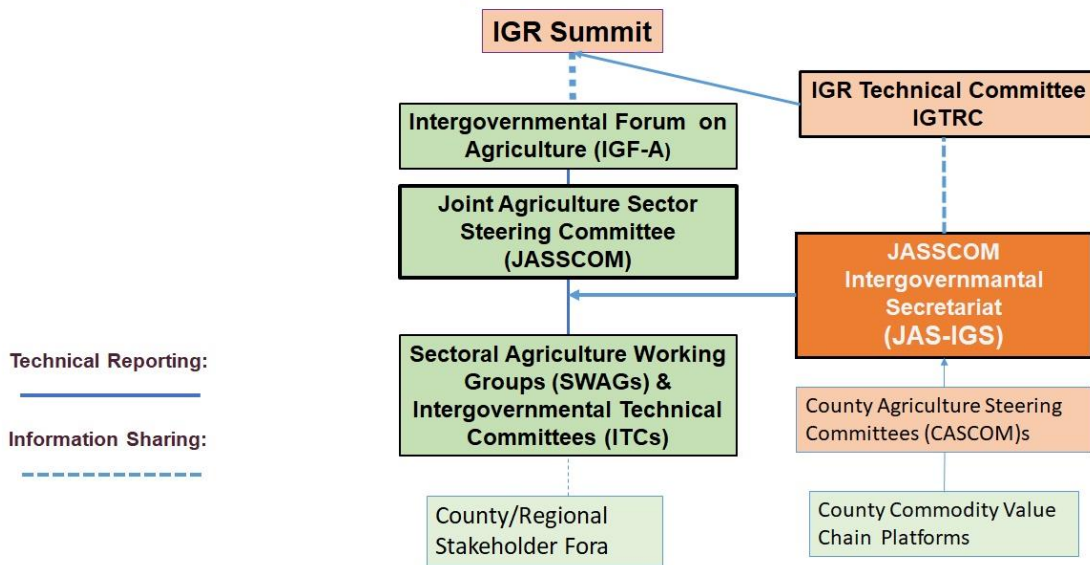 IGR Summit
IGR Technical Committee
IGTRC
Intergovernmental Forum on
Agriculture (IGF-A)
Joint Agriculture Sector
Steering Committee
(JASSCOM)
JASSCOM
Intergovernmantal
Secretariat
(JAS-IGS)
Technical Reporting:
Information Sharing:
Sectoral Agriculture Working
Groups (SWAGs) &
Intergovernmental Technical
Committees (ITCs)
County Agriculture Steering
Committees (CASCOM)s
County/Regional
Stakeholder Fora
County Commodity Value
Chain Platforms